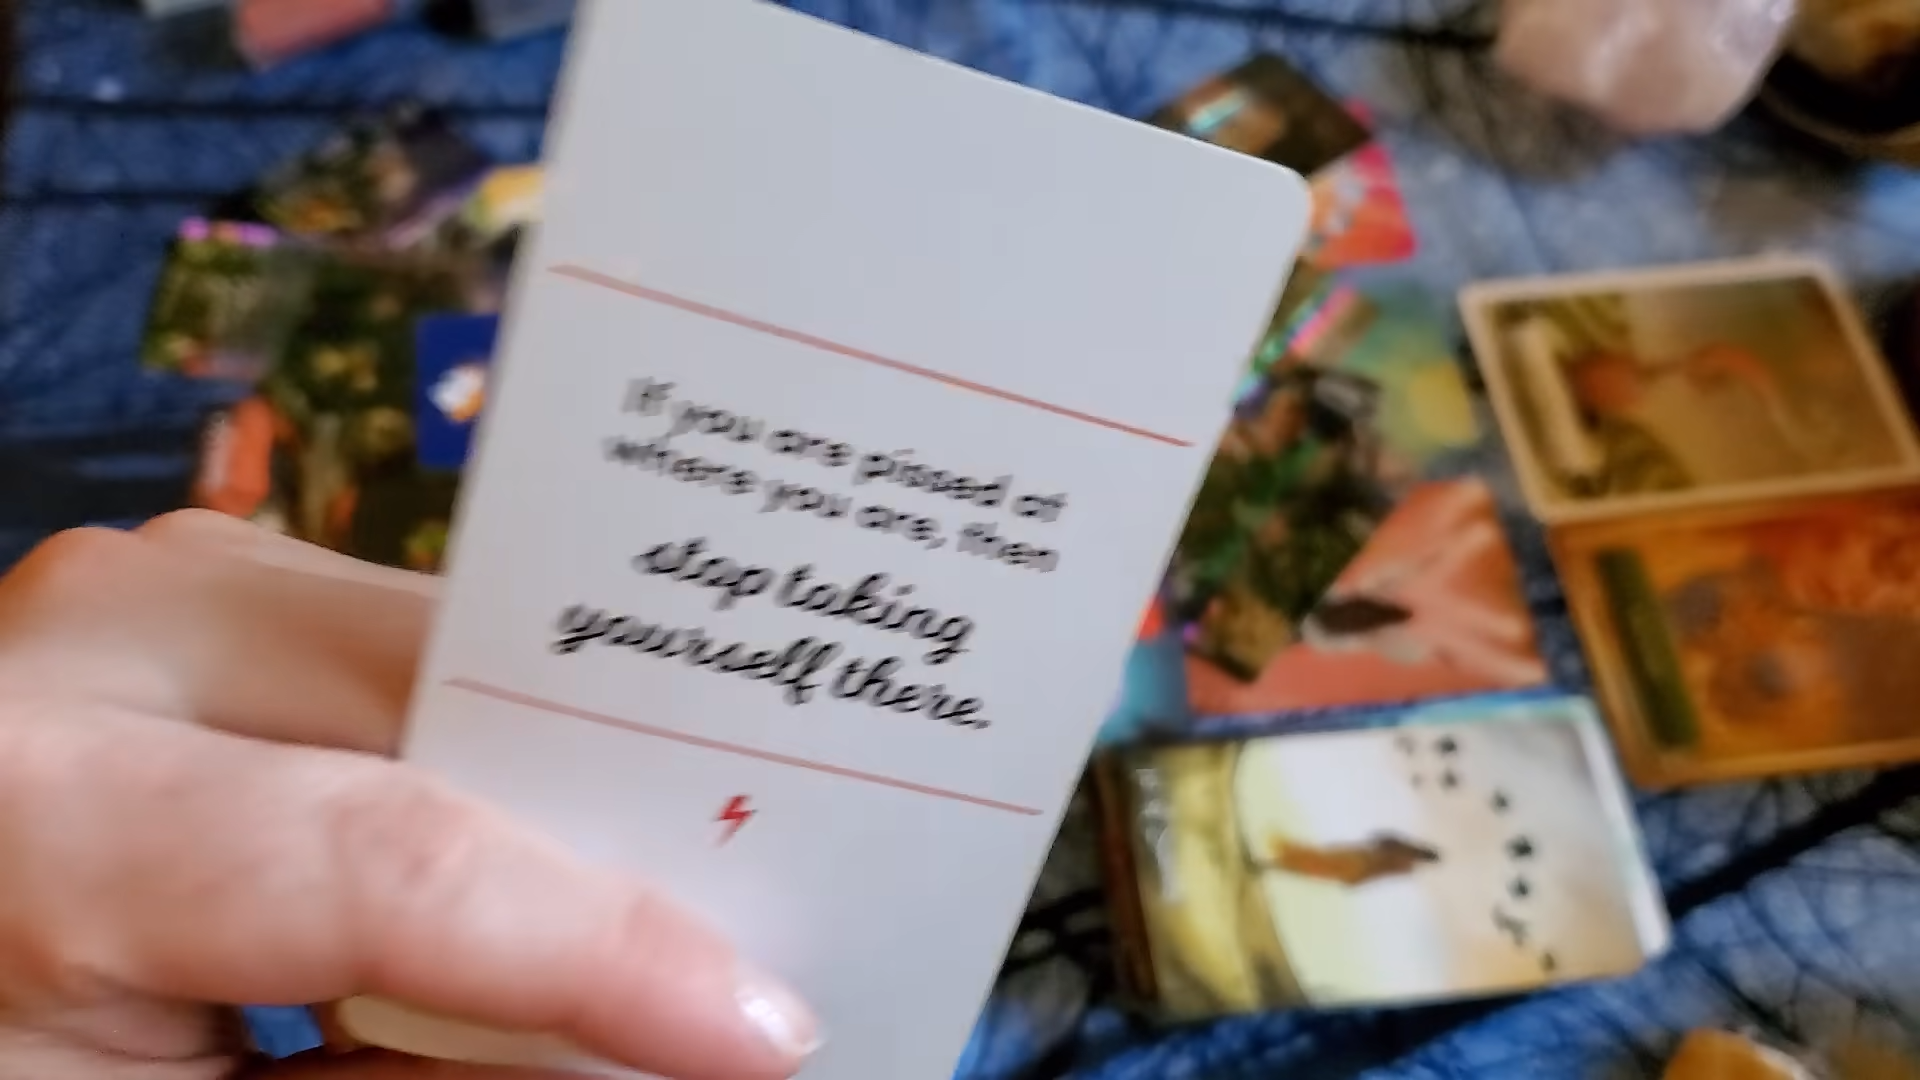 If you are pissed at
where you are, then
stop taking
yourself there.